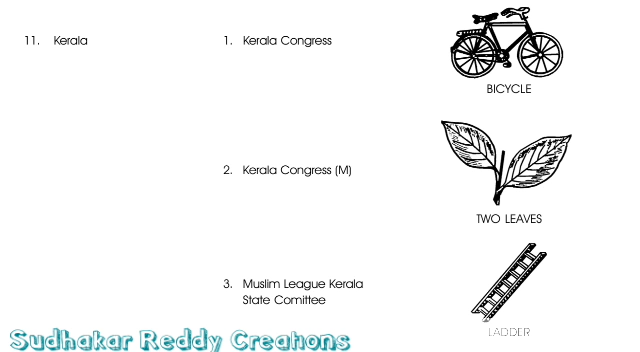 11. Kerala 1. Kerala Congress
BICYCLE
2. Kerala Congress (M)
TWO LEAVES
3. Muslim League Kerala
State Comittee
LADDER
Sudhakar Reddy Creations